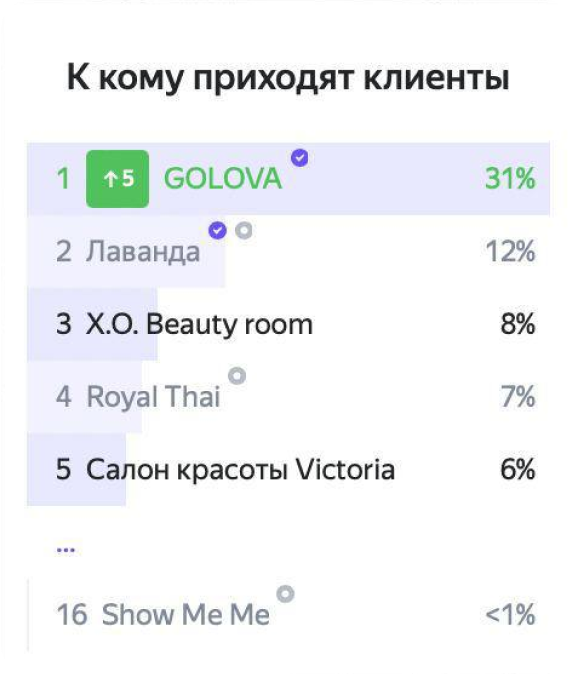 К кому приходят клиенты
1 ↑5 GOLOVA 31%
2 Лаванда 12%
3 X.O. Beauty room 8%
4 Royal Thai 7%
5 Салон красоты Victoria 6%
...
16 Show Me Me <1%